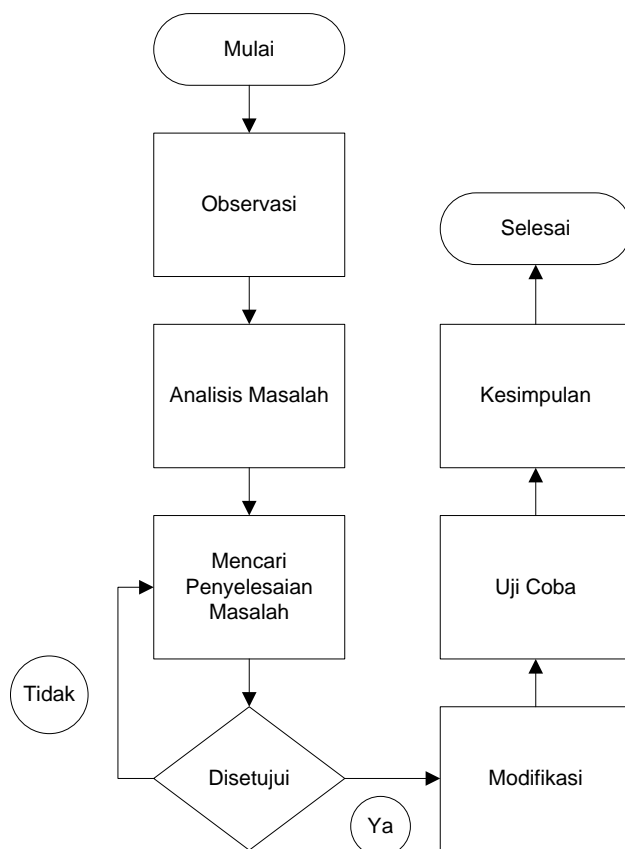 Mulai
Observasi
Analisis Masalah
Mencari
Penyelesaian
Masalah
Tidak
Disetujui
Ya
Modifikasi
Uji Coba
Kesimpulan
Selesai